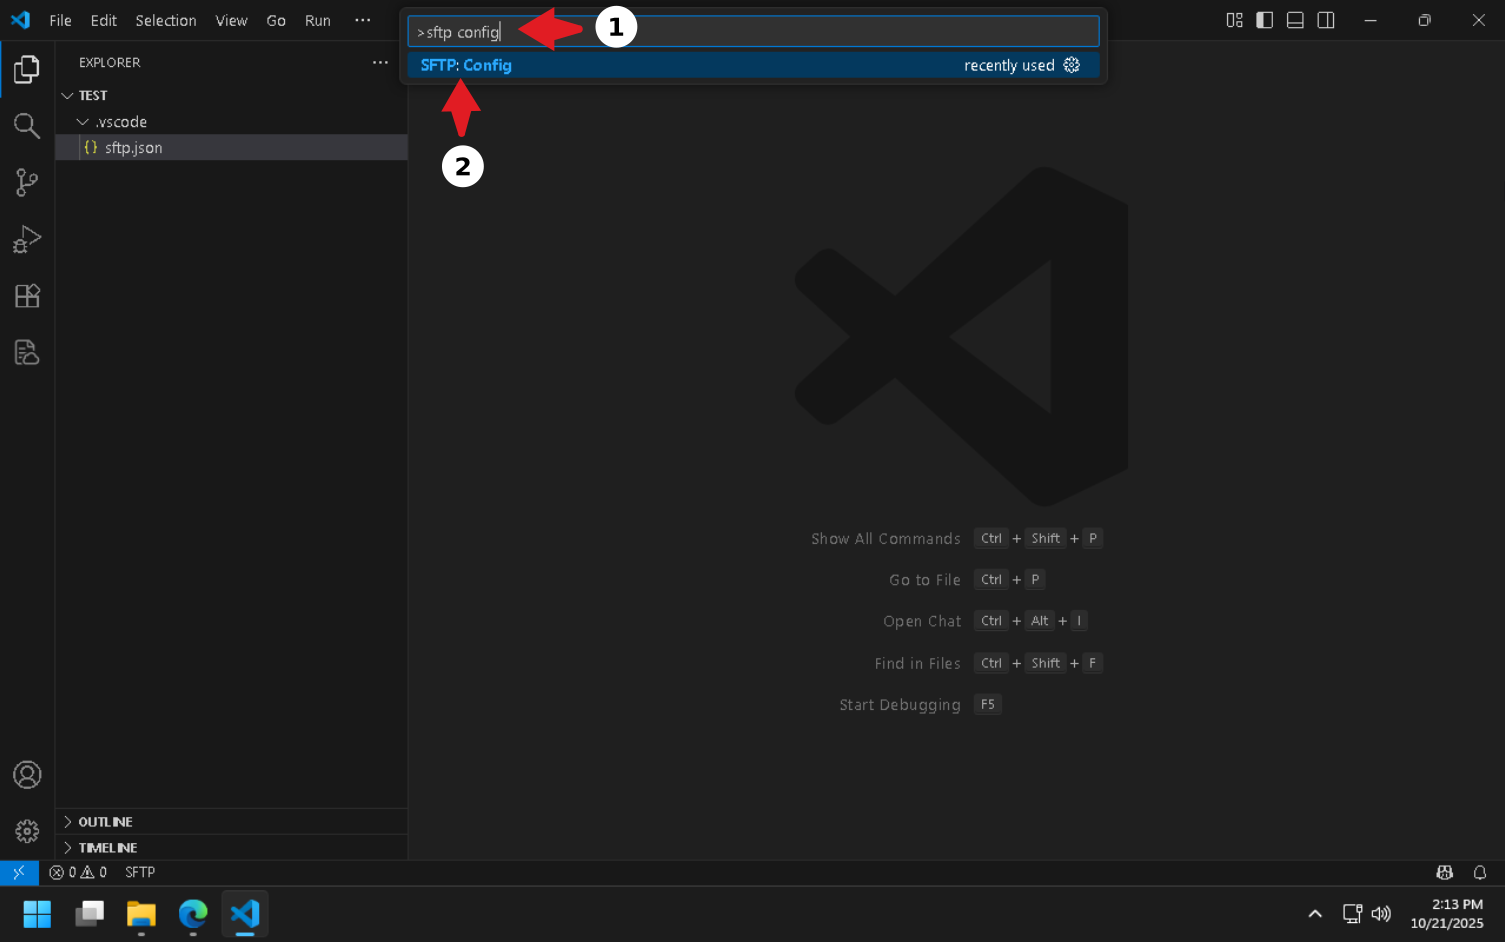 File Edit Selection View Go Run ···
>sftp config
1
SFTP: Config recently used
2
EXPLORER ···
TEST
.vscode
{} sftp.json
Show All Commands Ctrl + Shift + P
Go to File Ctrl + P
Open Chat Ctrl + Alt + I
Find in Files Ctrl + Shift + F
Start Debugging F5
OUTLINE
TIMELINE
0 0 SFTP
2:13 PM
10/21/2025